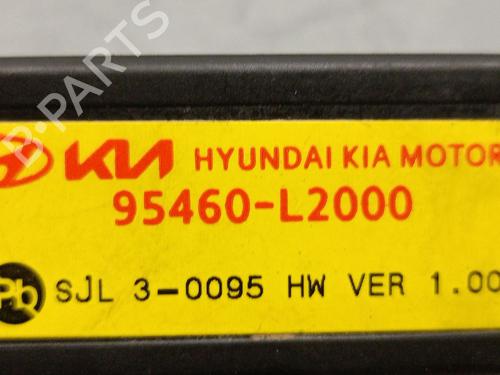 B-PARTS
KIA HYUNDAI KIA MOTOR
95460-L2000
Pb SJL 3-0095 HW VER 1.00